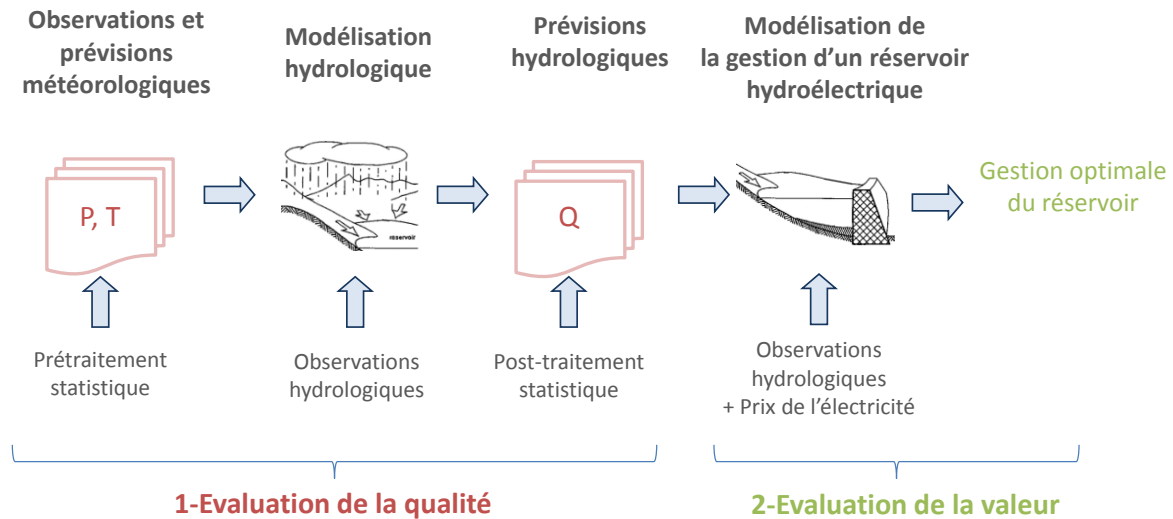 Observations et
prévisions
météorologiques
Modélisation
hydrologique
Prévisions
hydrologiques
Modélisation de
la gestion d'un réservoir
hydroélectrique
P, T
réservoir
Q
Gestion optimale
du réservoir
Prétraitement
statistique
Observations
hydrologiques
Post-traitement
statistique
Observations
hydrologiques
+ Prix de l'électricité
1-Evaluation de la qualité
2-Evaluation de la valeur